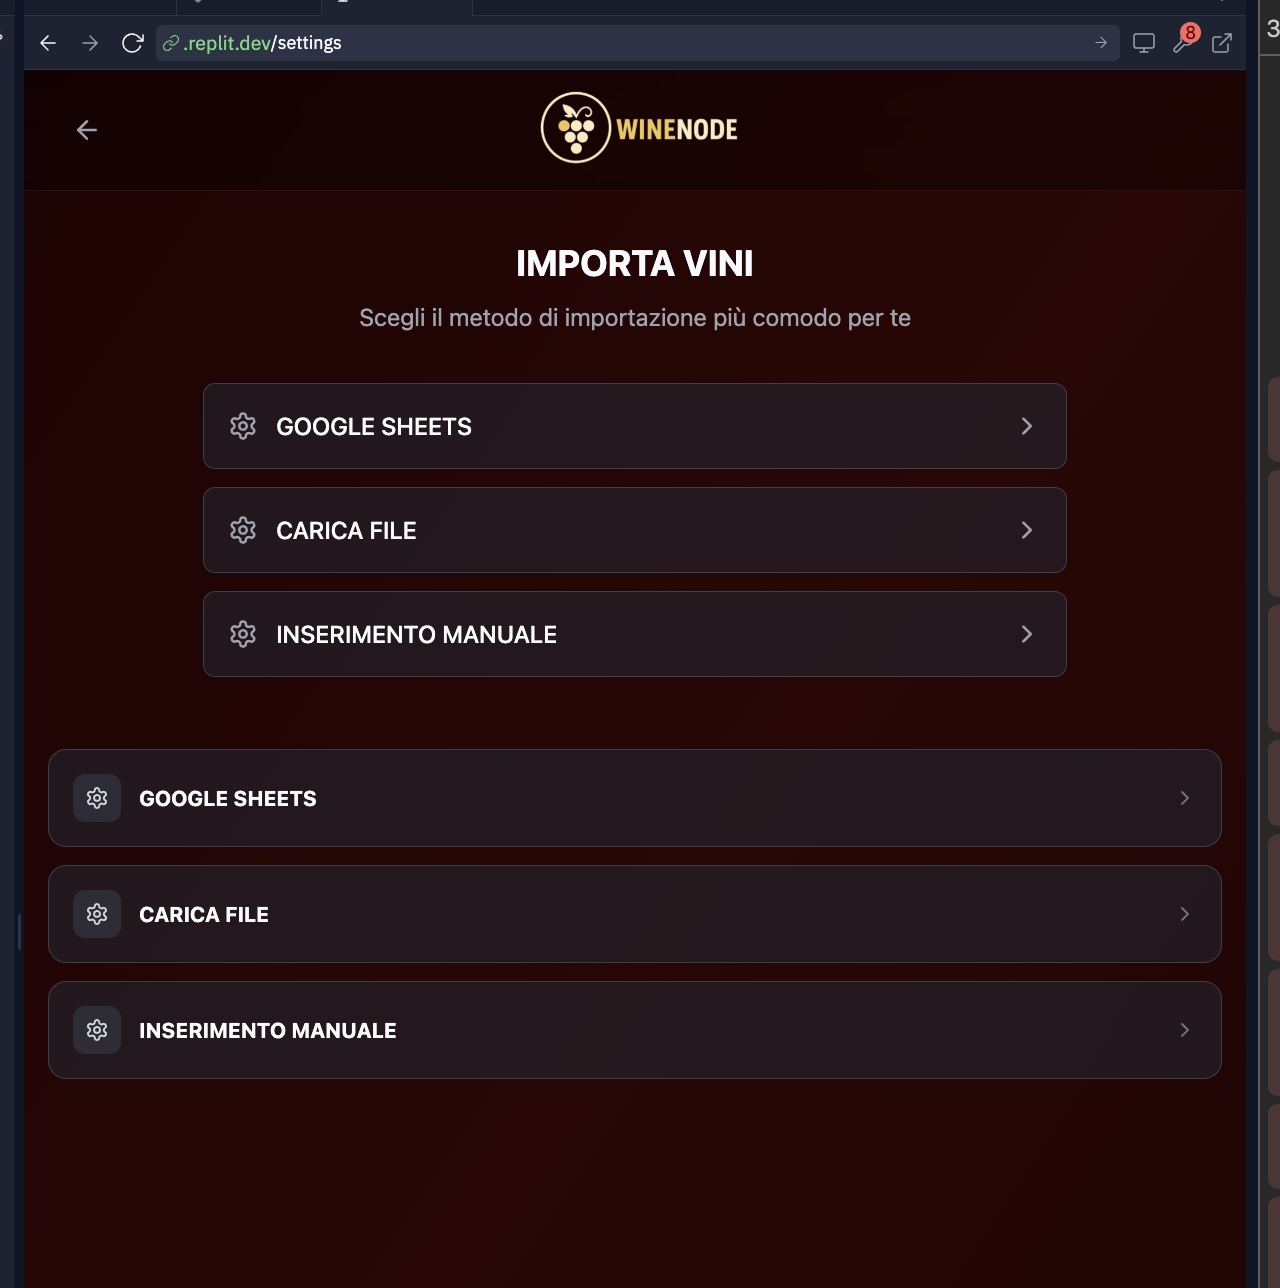 .replit.dev/settings
8
3
WINENODE
IMPORTA VINI
Scegli il metodo di importazione più comodo per te
GOOGLE SHEETS
CARICA FILE
INSERIMENTO MANUALE
GOOGLE SHEETS
CARICA FILE
INSERIMENTO MANUALE